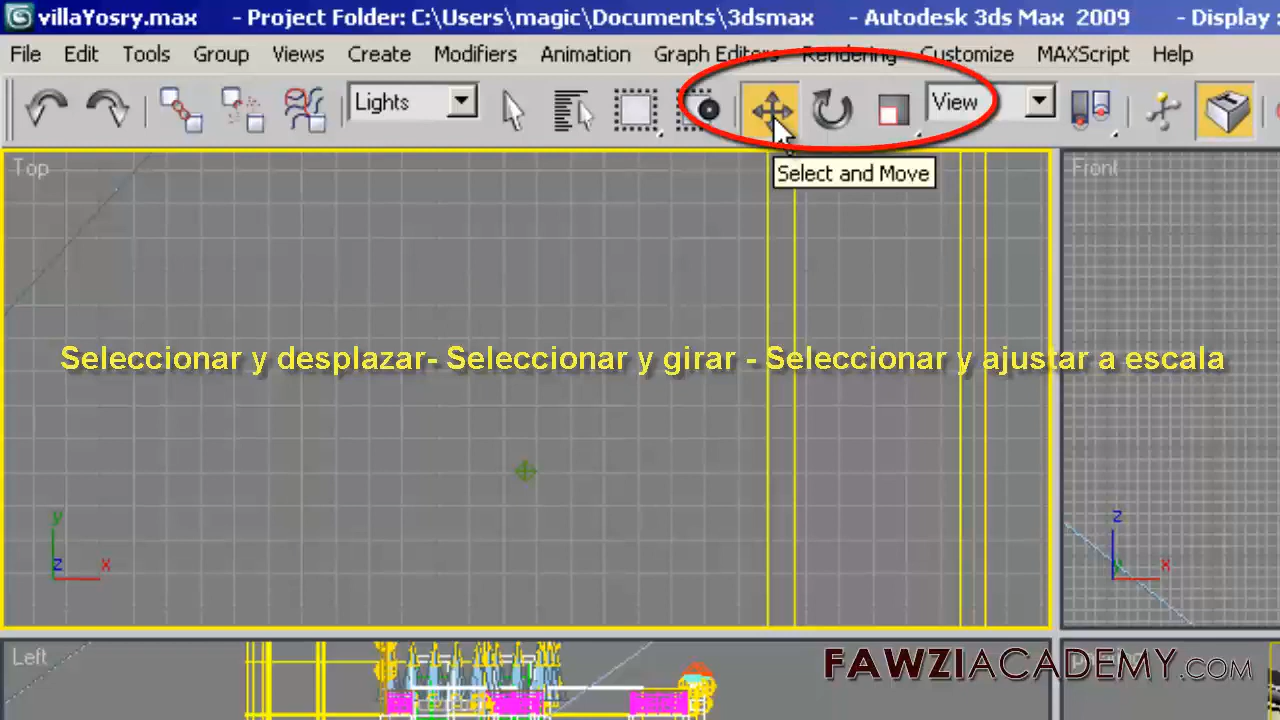 villaYosry.max - Project Folder: C:\Users\magic\Documents\3dsmax - Autodesk 3ds Max 2009 - Display :
File Edit Tools Group Views Create Modifiers Animation Graph Editors Rendering Customize MAXScript Help
Lights View
Select and Move
Top Front
Seleccionar y desplazar- Seleccionar y girar - Seleccionar y ajustar a escala
y z
z x x
Left
FAWZIACADEMY.COM